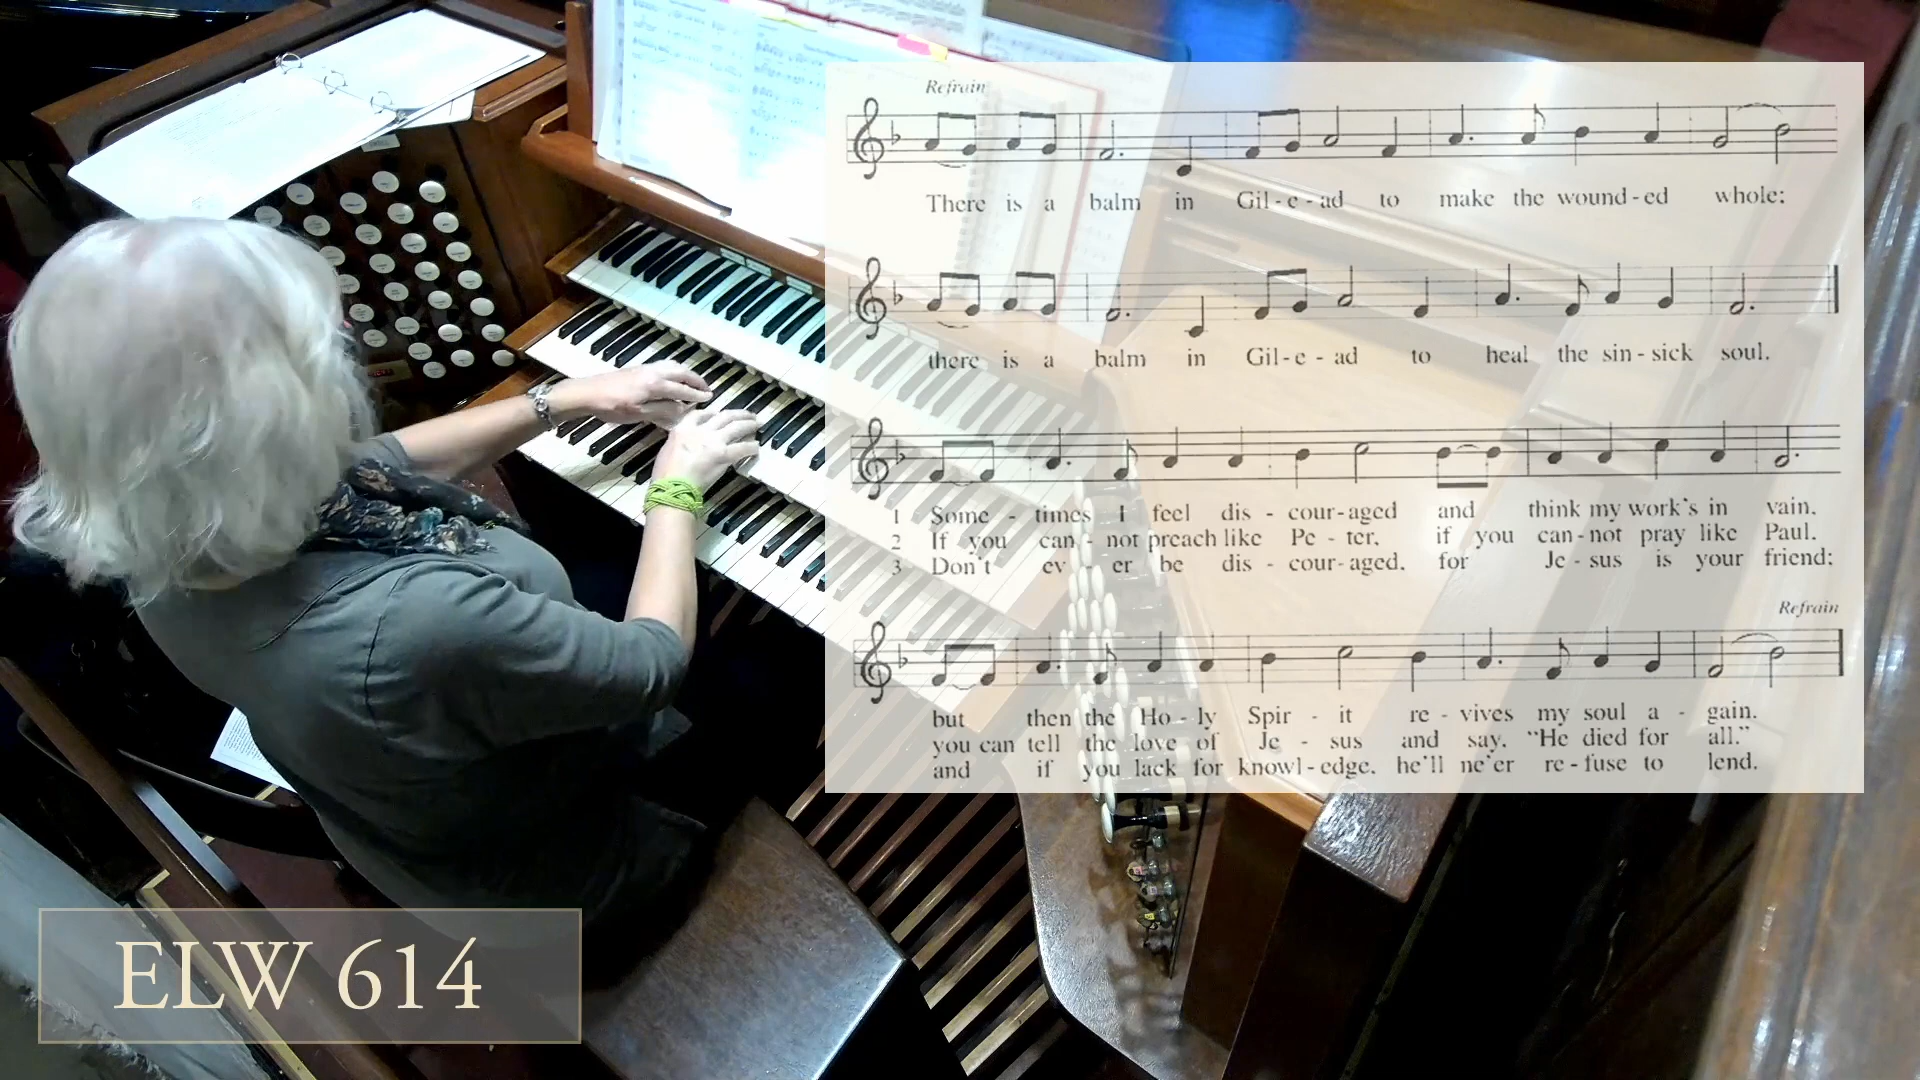 Refrain
There is a balm in Gil - e - ad to make the wound - ed whole;
there is a balm in Gil - e - ad to heal the sin - sick soul.
1 Some - times I feel dis - cour - aged and think my work's in vain,
2 If you can - not preach like Pe - ter, if you can - not pray like Paul,
3 Don't ev - er be dis - cour - aged, for Je - sus is your friend;
Refrain
but then the Ho - ly Spir - it re - vives my soul a - gain.
you can tell the love of Je - sus and say, "He died for all."
and if you lack for knowl - edge, he'll ne'er re - fuse to lend.
ELW 614